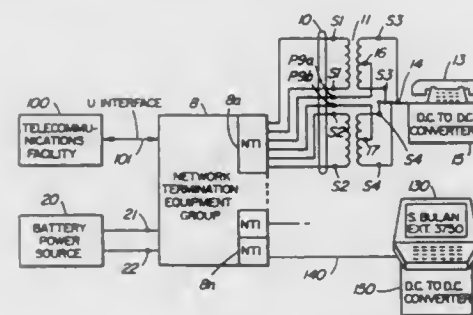 10
S1
11
S3
P9a
16
P9b
S3
13
14
100
U INTERFACE
8
8a
S1
TELECOMMU-
NICATIONS
FACILITY
NTI
S2
17
S4
D.C. TO D.C.
CONVERTER
15
101
NETWORK
TERMINATION
EQUIPMENT
GROUP
S2
S4
130
20
21
BATTERY
POWER
SOURCE
22
NTI
NTI
8n
140
S. BULAN
EXT. 3750
D.C. TO D.C.
CONVERTER
150